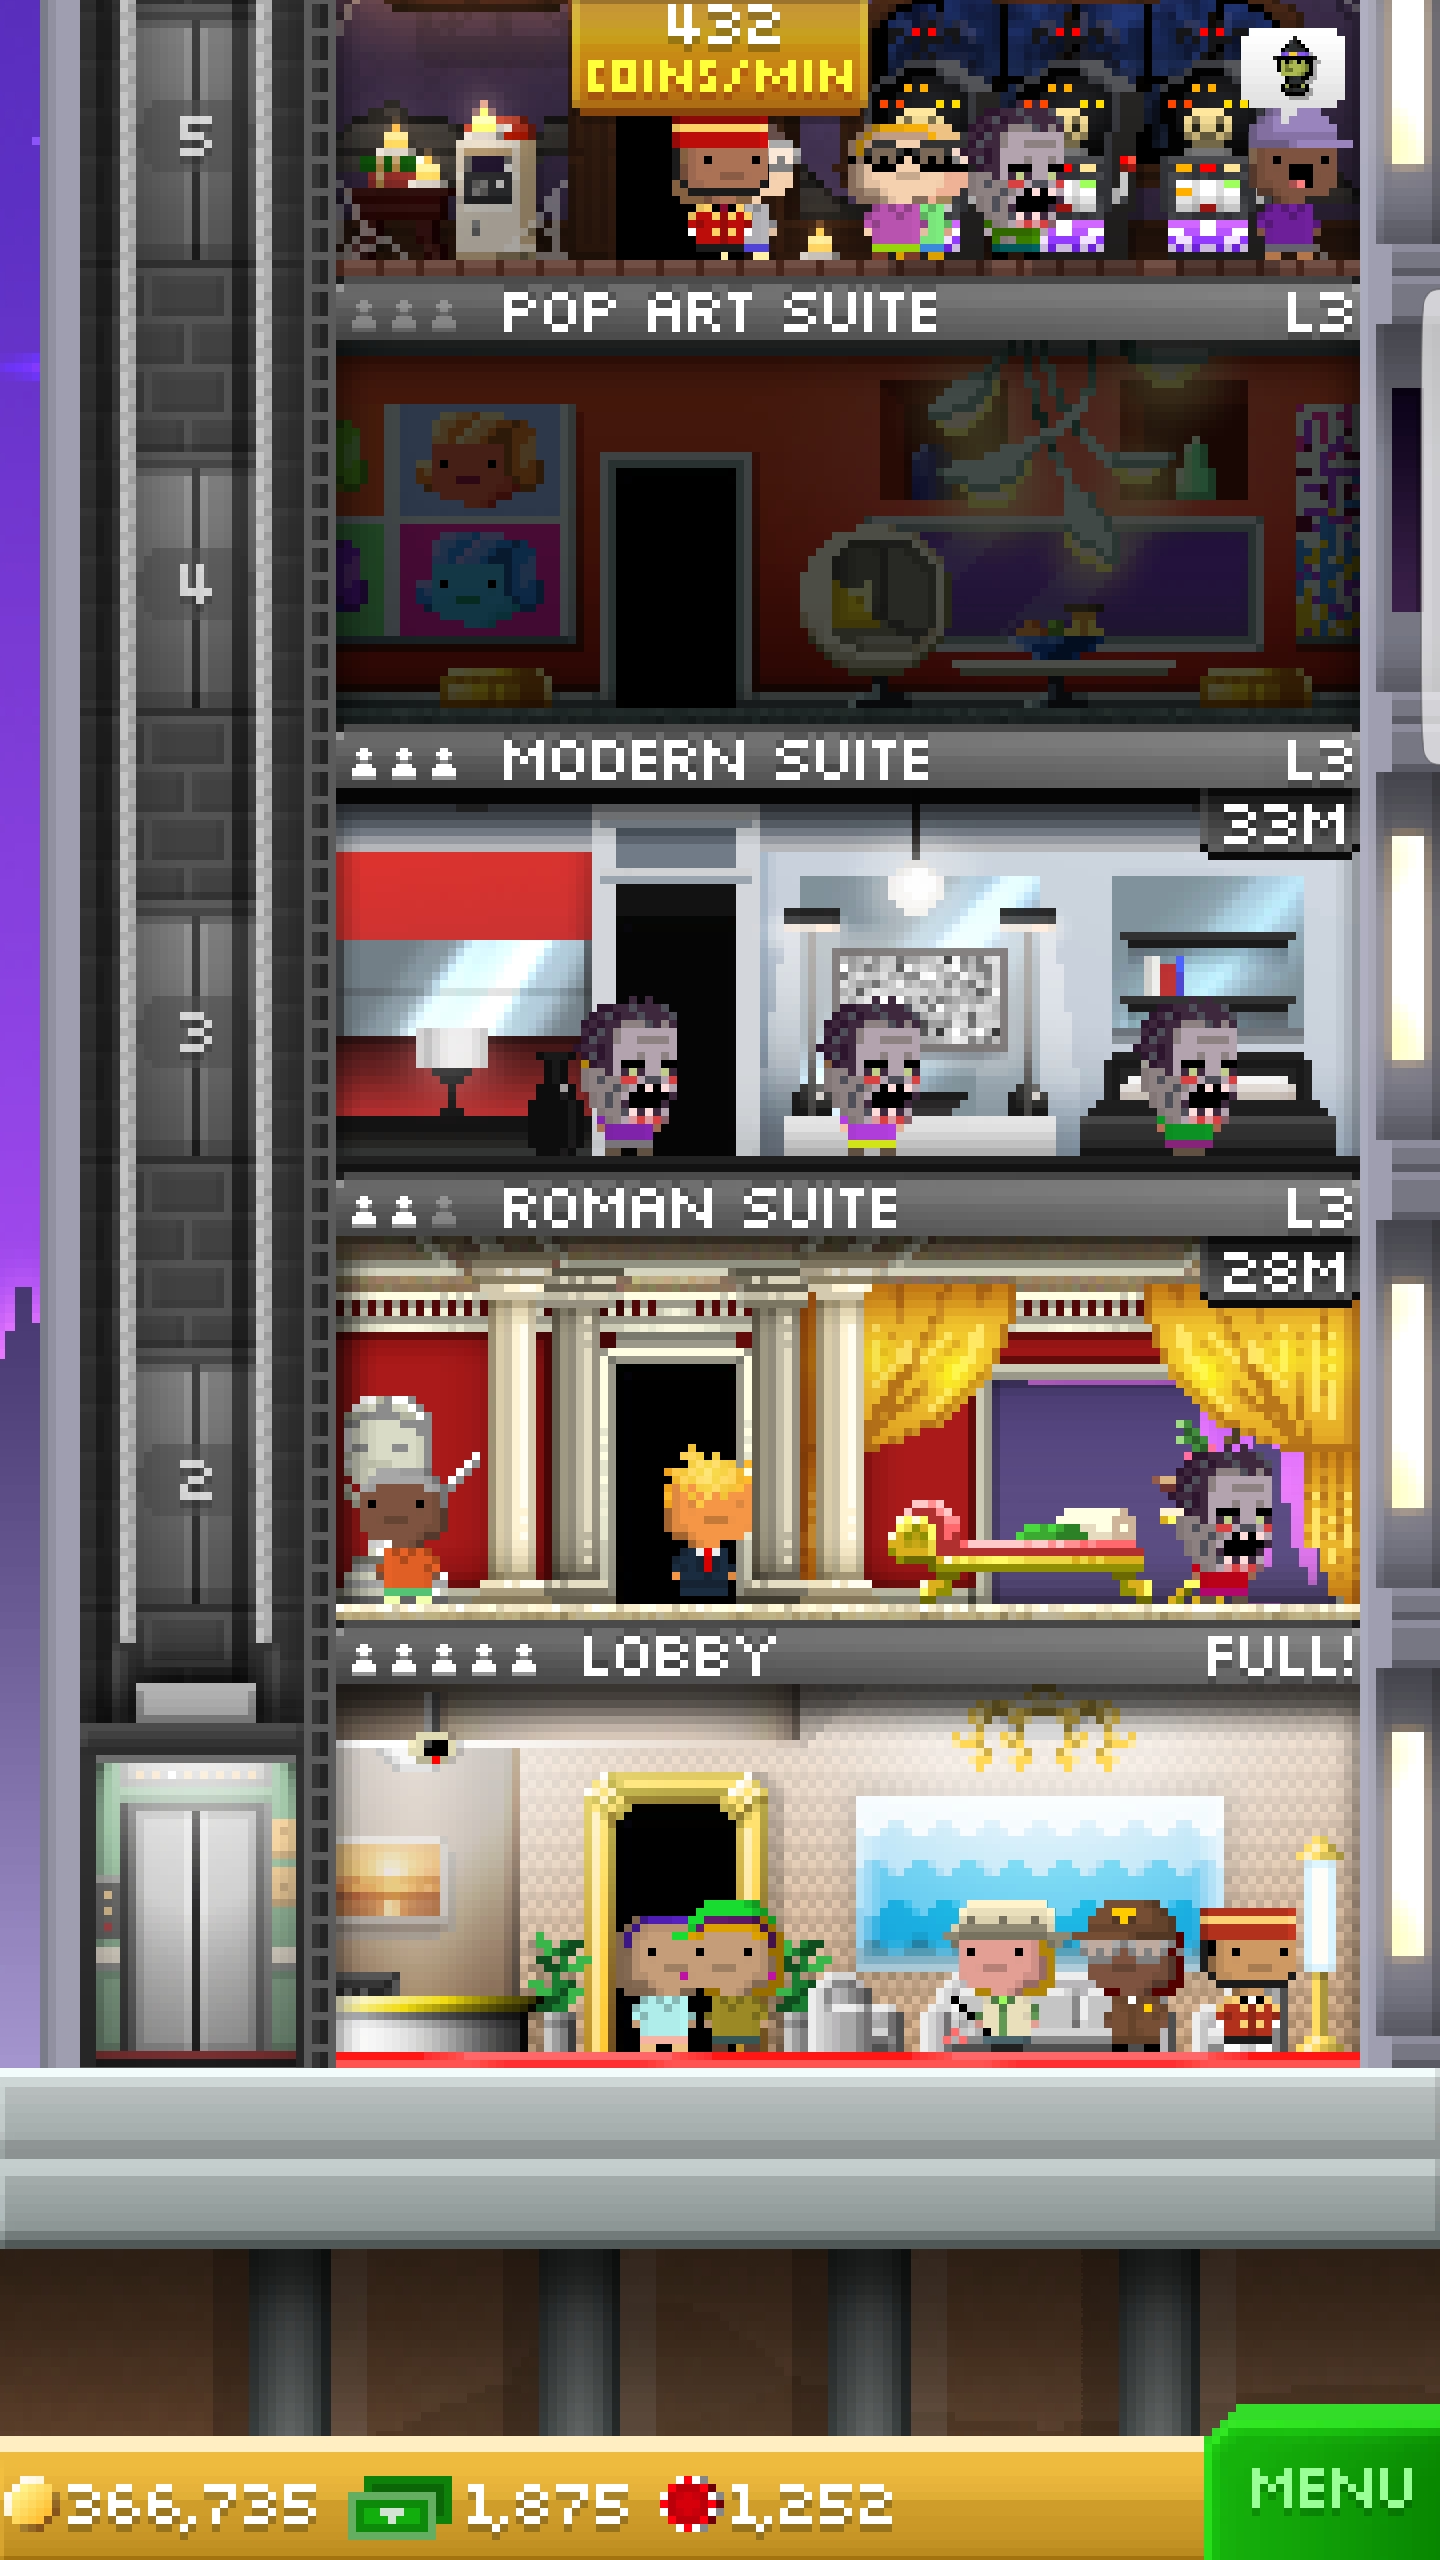 432
COINS/MIN
5
POP ART SUITE L3
4
MODERN SUITE L3
33M
3
ROMAN SUITE L3
28M
2
LOBBY FULL!
366,735 1,875 1,252 MENU